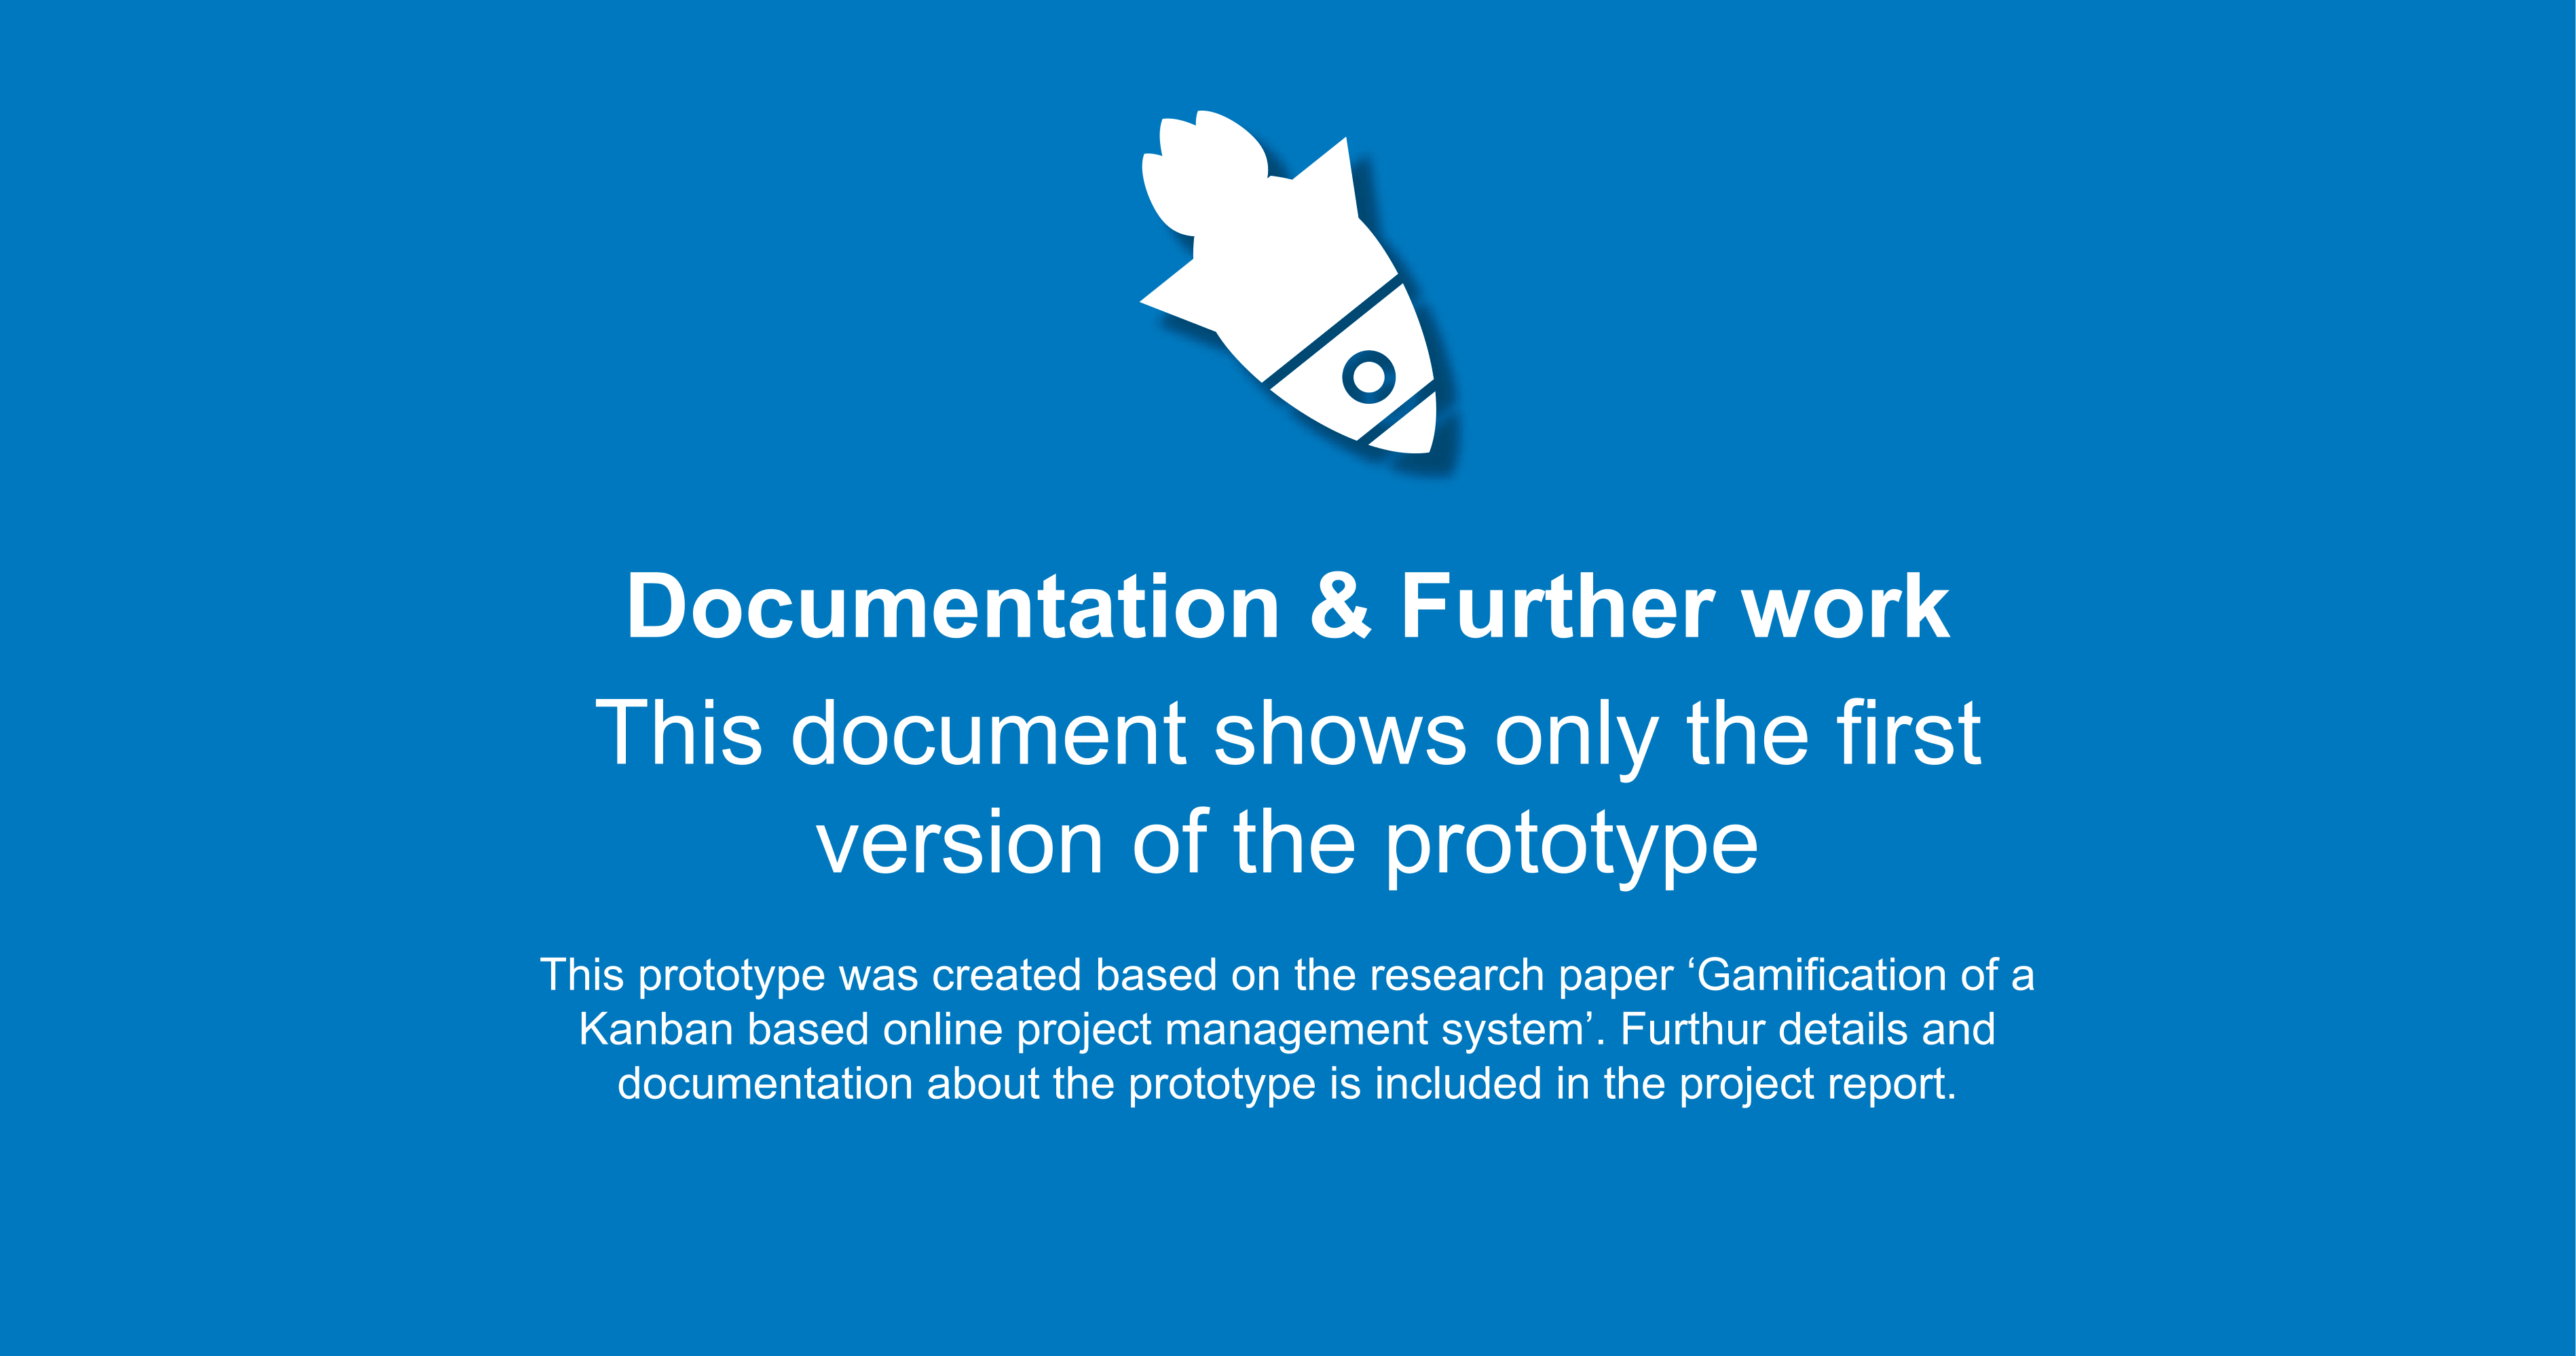 Documentation & Further work
This document shows only the first
version of the prototype
This prototype was created based on the research paper ‘Gamification of a
Kanban based online project management system’. Furthur details and
documentation about the prototype is included in the project report.